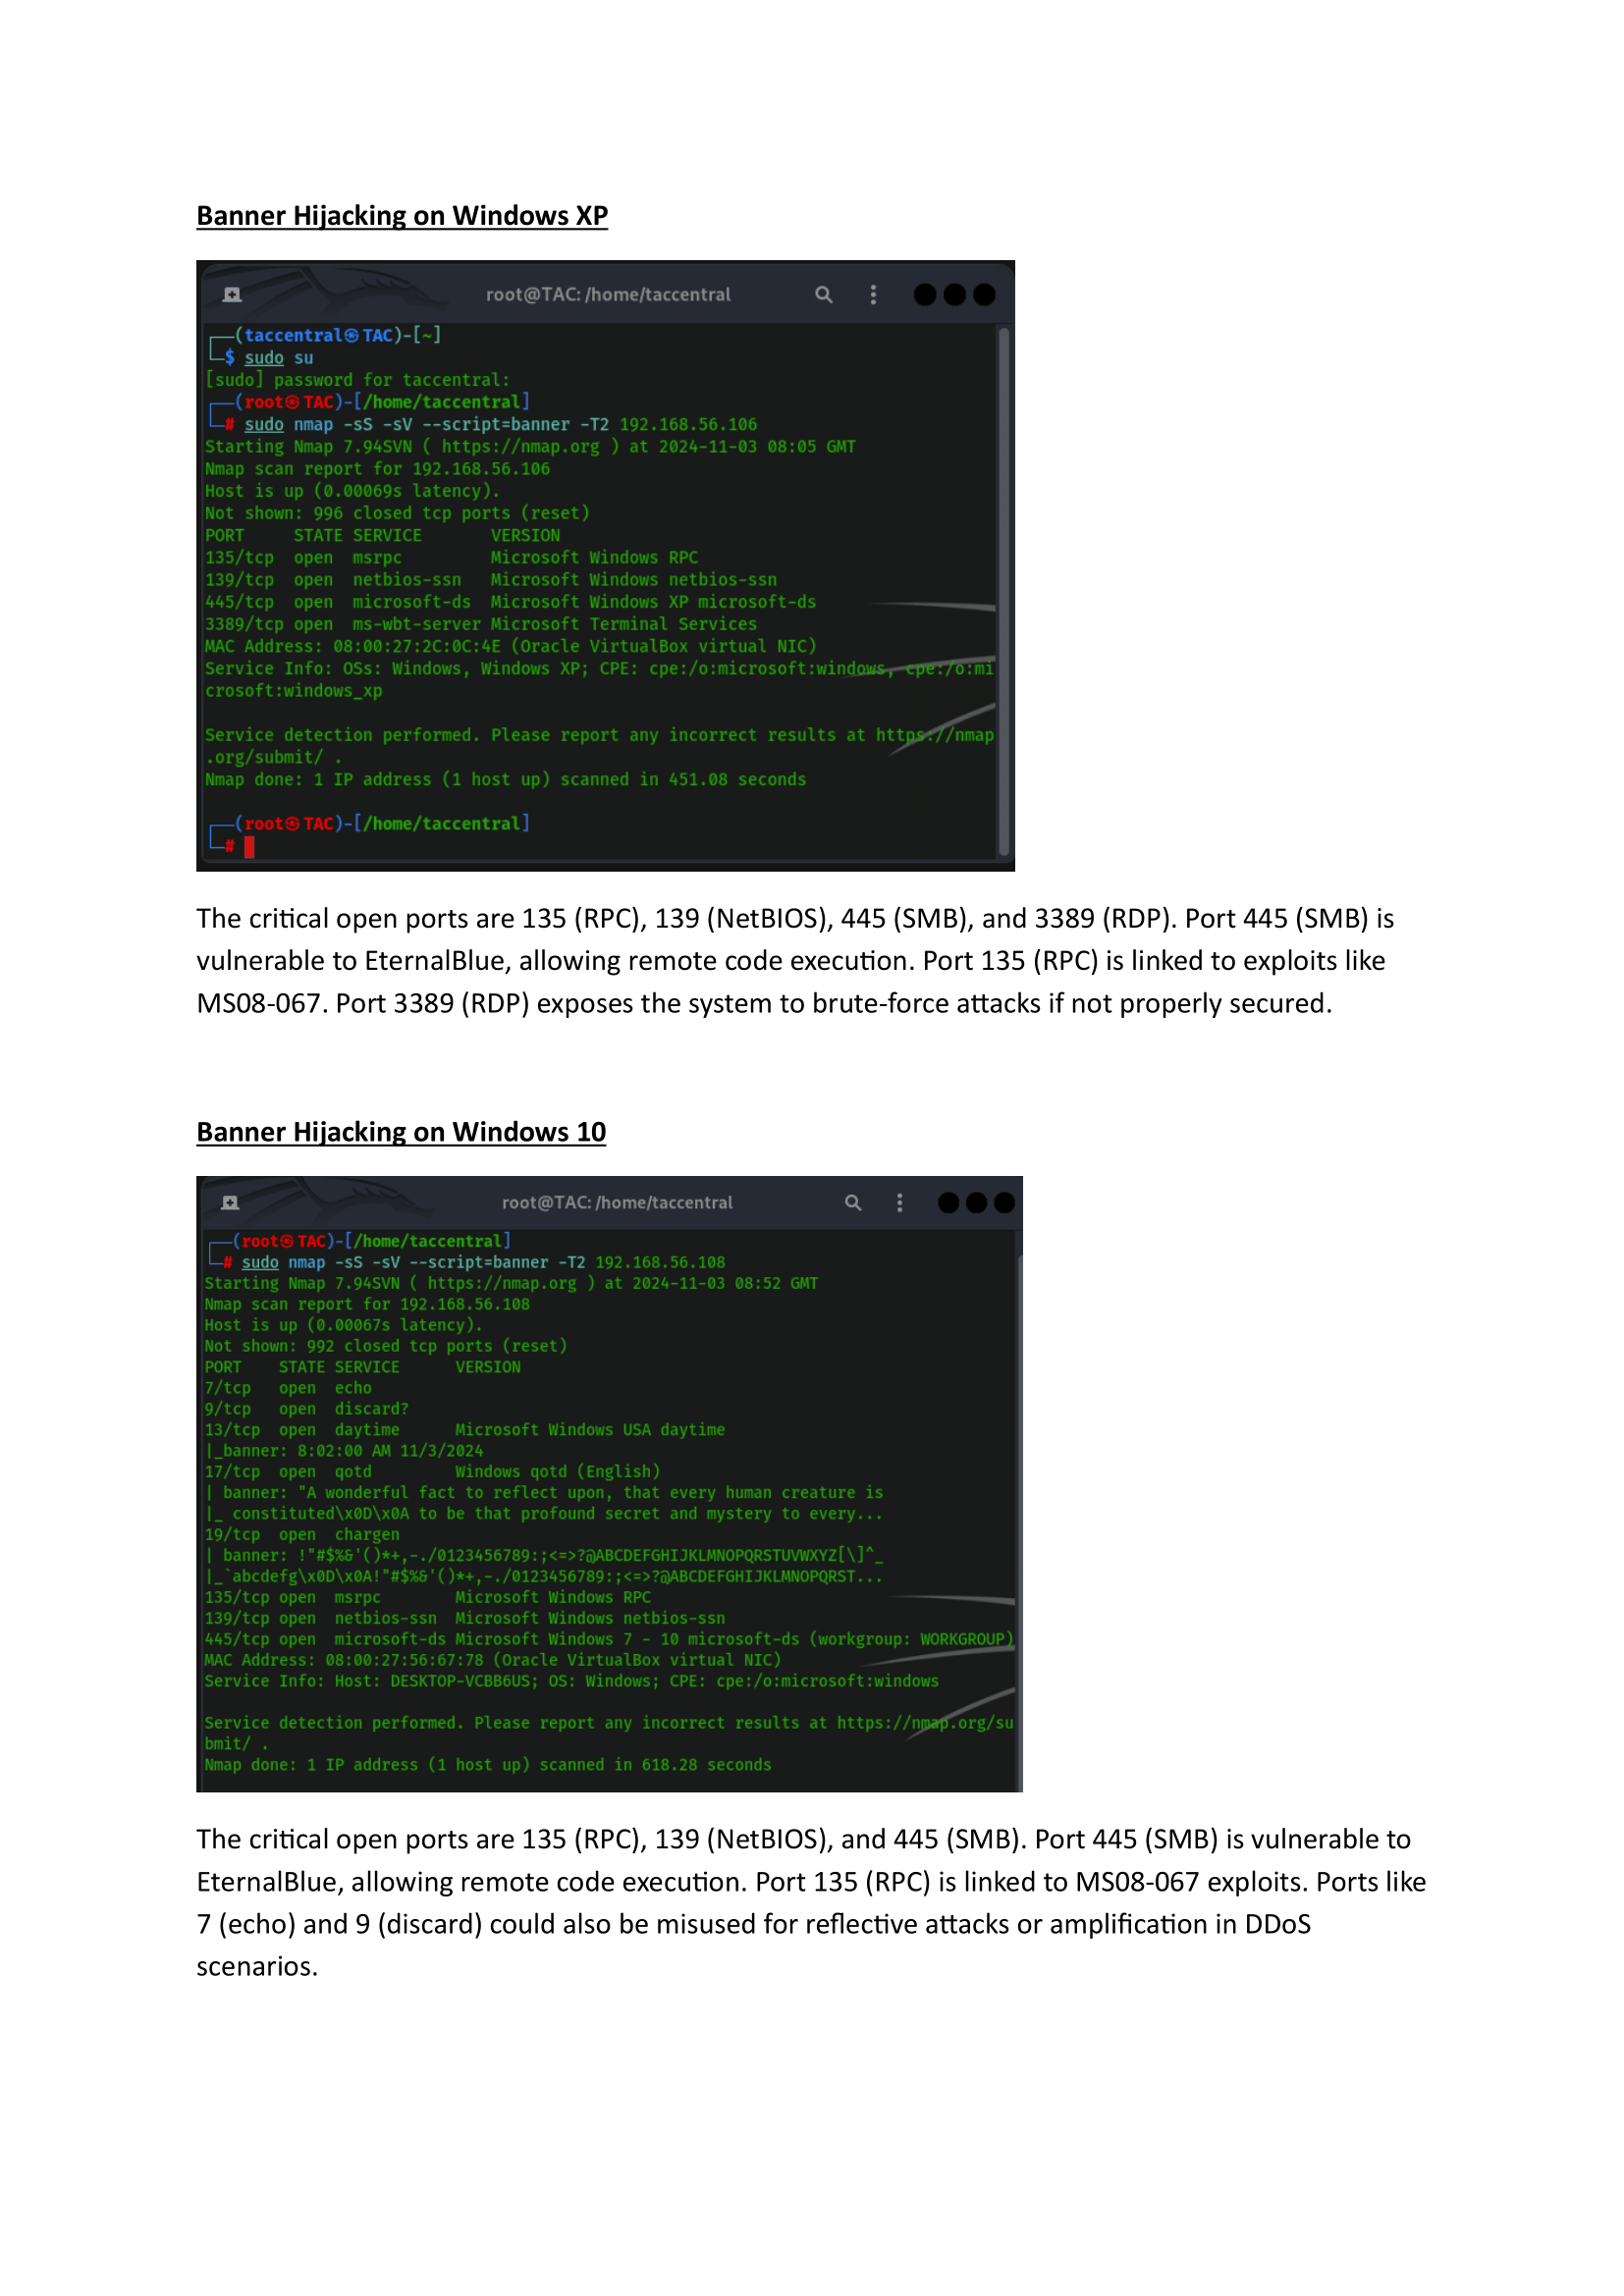 Banner Hijacking on Windows XP
root@TAC: /home/taccentral
┌──(taccentral㉿TAC)-[~]
└─$ sudo su
[sudo] password for taccentral:
┌──(root㉿TAC)-[/home/taccentral]
└─# sudo nmap -sS -sV --script=banner -T2 192.168.56.106
Starting Nmap 7.94SVN ( https://nmap.org ) at 2024-11-03 08:05 GMT
Nmap scan report for 192.168.56.106
Host is up (0.00069s latency).
Not shown: 996 closed tcp ports (reset)
PORT     STATE SERVICE       VERSION
135/tcp  open  msrpc         Microsoft Windows RPC
139/tcp  open  netbios-ssn   Microsoft Windows netbios-ssn
445/tcp  open  microsoft-ds  Microsoft Windows XP microsoft-ds
3389/tcp open  ms-wbt-server Microsoft Terminal Services
MAC Address: 08:00:27:2C:0C:4E (Oracle VirtualBox virtual NIC)
Service Info: OSs: Windows, Windows XP; CPE: cpe:/o:microsoft:windows, cpe:/o:mi
crosoft:windows_xp
Service detection performed. Please report any incorrect results at https://nmap
.org/submit/ .
Nmap done: 1 IP address (1 host up) scanned in 451.08 seconds
┌──(root㉿TAC)-[/home/taccentral]
└─#
The critical open ports are 135 (RPC), 139 (NetBIOS), 445 (SMB), and 3389 (RDP). Port 445 (SMB) is
vulnerable to EternalBlue, allowing remote code execution. Port 135 (RPC) is linked to exploits like
MS08-067. Port 3389 (RDP) exposes the system to brute-force attacks if not properly secured.
Banner Hijacking on Windows 10
root@TAC: /home/taccentral
┌──(root㉿TAC)-[/home/taccentral]
└─# sudo nmap -sS -sV --script=banner -T2 192.168.56.108
Starting Nmap 7.94SVN ( https://nmap.org ) at 2024-11-03 08:52 GMT
Nmap scan report for 192.168.56.108
Host is up (0.00067s latency).
Not shown: 992 closed tcp ports (reset)
PORT    STATE SERVICE      VERSION
7/tcp   open  echo
9/tcp   open  discard?
13/tcp  open  daytime      Microsoft Windows USA daytime
|_banner: 8:02:00 AM 11/3/2024
17/tcp  open  qotd         Windows qotd (English)
| banner: "A wonderful fact to reflect upon, that every human creature is
|_ constituted\x0D\x0A to be that profound secret and mystery to every...
19/tcp  open  chargen
| banner: !"#$%&'()*+,-./0123456789:;<=>?@ABCDEFGHIJKLMNOPQRSTUVWXYZ[\]^_
|_`abcdefg\x0D\x0A!"#$%&'()*+,-./0123456789:;<=>?@ABCDEFGHIJKLMNOPQRST...
135/tcp open  msrpc        Microsoft Windows RPC
139/tcp open  netbios-ssn  Microsoft Windows netbios-ssn
445/tcp open  microsoft-ds Microsoft Windows 7 - 10 microsoft-ds (workgroup: WORKGROUP)
MAC Address: 08:00:27:56:67:78 (Oracle VirtualBox virtual NIC)
Service Info: Host: DESKTOP-VCBB6US; OS: Windows; CPE: cpe:/o:microsoft:windows
Service detection performed. Please report any incorrect results at https://nmap.org/su
bmit/ .
Nmap done: 1 IP address (1 host up) scanned in 618.28 seconds
The critical open ports are 135 (RPC), 139 (NetBIOS), and 445 (SMB). Port 445 (SMB) is vulnerable to
EternalBlue, allowing remote code execution. Port 135 (RPC) is linked to MS08-067 exploits. Ports like
7 (echo) and 9 (discard) could also be misused for reflective attacks or amplification in DDoS
scenarios.